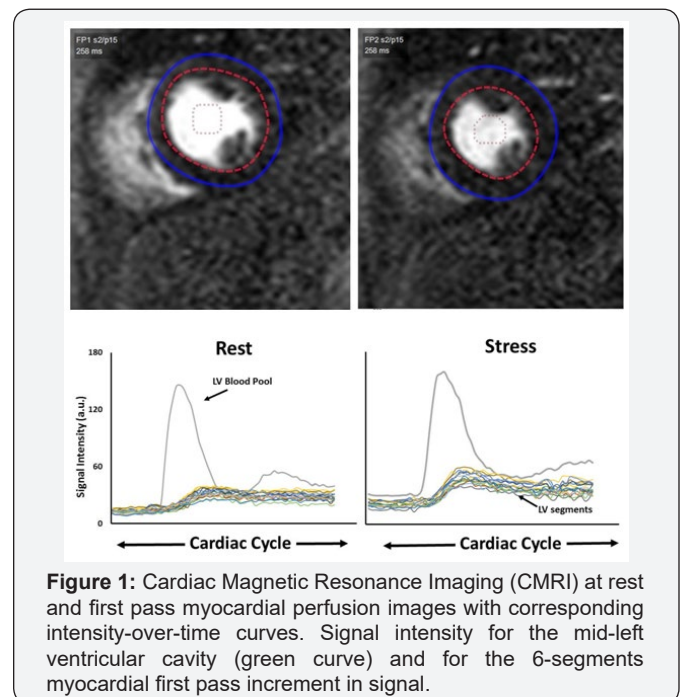 FP1 s2/p15
258 ms
FP2 s2/p15
258 ms
Rest
Stress
180
120
60
0
Signal Intensity (a.u.)
LV Blood Pool
LV segments
Cardiac Cycle
Cardiac Cycle
Figure 1: Cardiac Magnetic Resonance Imaging (CMRI) at rest
and first pass myocardial perfusion images with corresponding
intensity-over-time curves. Signal intensity for the mid-left
ventricular cavity (green curve) and for the 6-segments
myocardial first pass increment in signal.